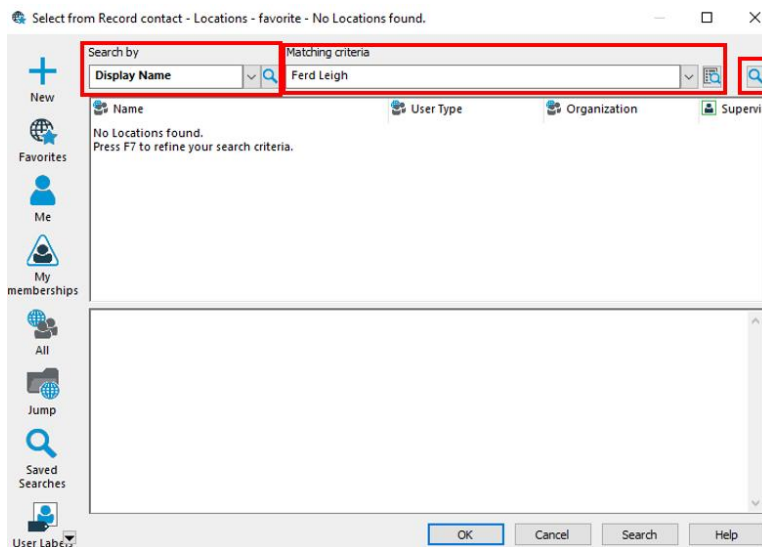 Select from Record contact - Locations - favorite - No Locations found.
Search by
Matching criteria
Display Name
Ferd Leigh
New
Name
User Type
Organization
Supervi
No Locations found.
Press F7 to refine your search criteria.
Favorites
Me
My
memberships
All
Jump
Saved
Searches
User Labels
OK
Cancel
Search
Help